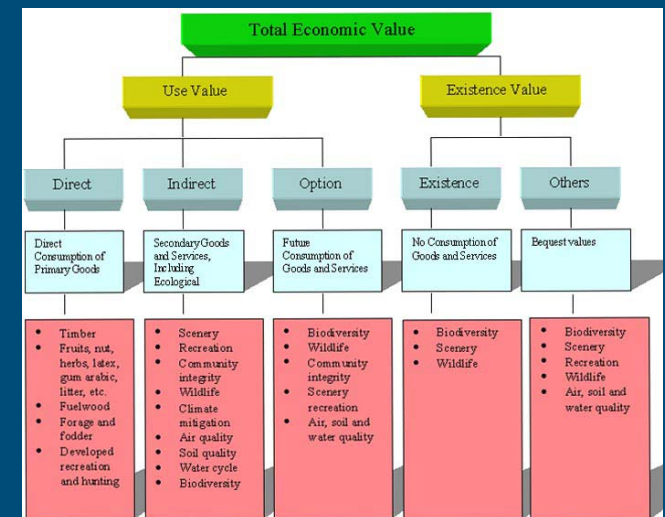 Total Economic Value
Use Value
Existence Value
Direct
Indirect
Option
Existence
Others
Direct
Consumption of
Primary Goods
Secondary Goods
and Services,
Including
Ecological
Future
Consumption of
Goods and Services
No Consumption of
Goods and Services
Bequest values
• Timber
• Fruits, nut,
herbs, latex,
gum arabic,
litter, etc.
• Fuelwood
• Forage and
fodder
• Developed
recreation
and hunting
• Scenery
• Recreation
• Community
integrity
• Wildlife
• Climate
mitigation
• Air quality
• Soil quality
• Water cycle
• Biodiversity
• Biodiversity
• Wildlife
• Community
integrity
• Scenery
recreation
• Air, soil and
water quality
• Biodiversity
• Scenery
• Wildlife
• Biodiversity
• Scenery
• Recreation
• Wildlife
• Air, soil and
water quality